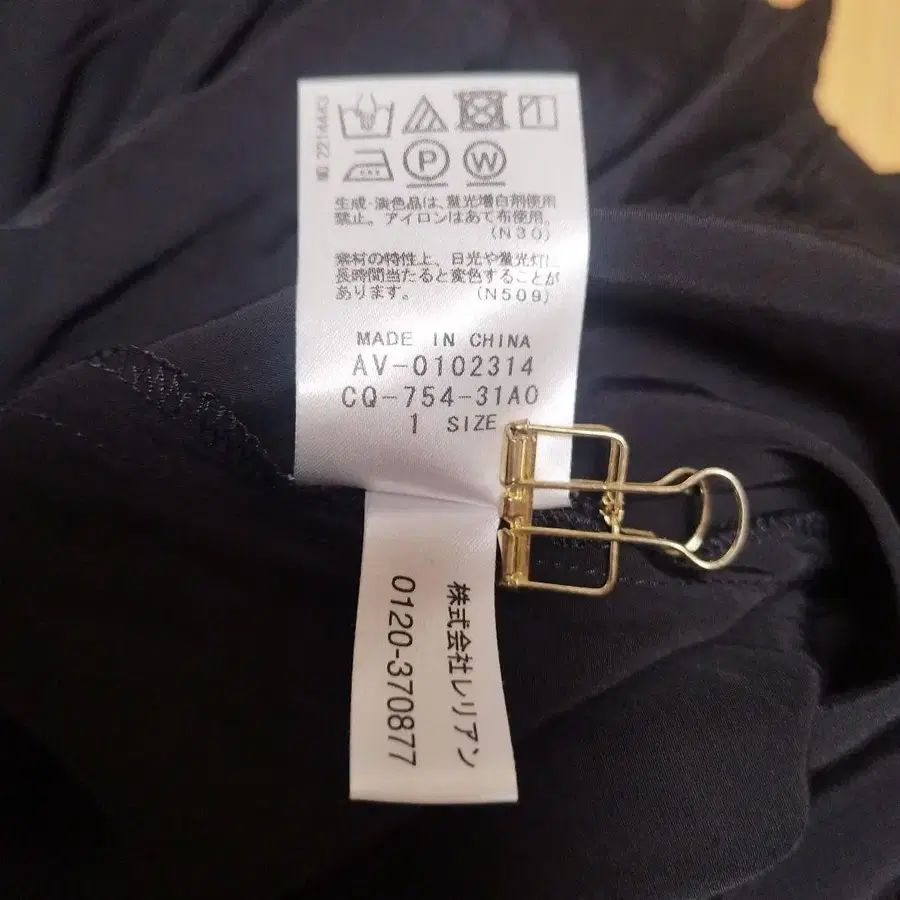 P W
生成・淡色品は、蛍光増白剤使用
禁止。アイロンはあて布使用。
(N30)
素材の特性上、日光や蛍光灯に
長時間当たると変色することが
あります。 (N509)
MADE IN CHINA
AV-0102314
CQ-754-31A0
1 SIZE
株式会社レリアン
0120-370877